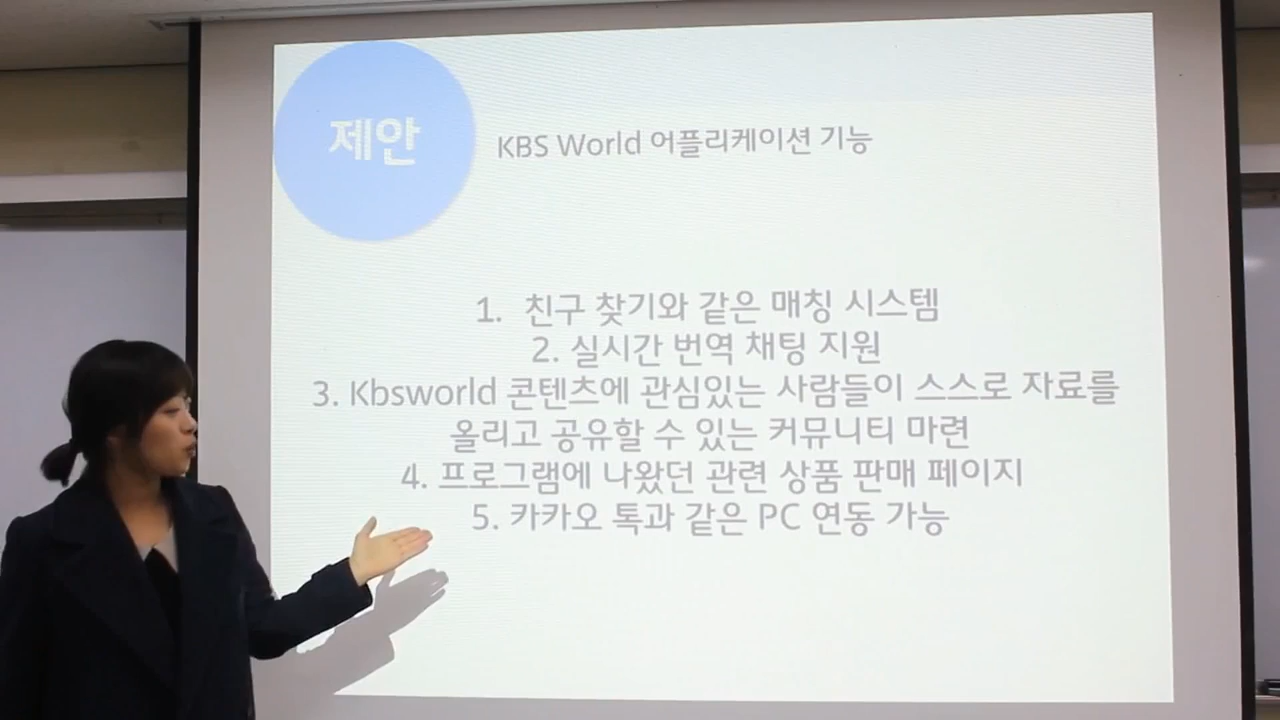 제안
KBS World 어플리케이션 기능
1. 친구 찾기와 같은 매칭 시스템
2. 실시간 번역 채팅 지원
3. Kbsworld 콘텐츠에 관심있는 사람들이 스스로 자료를
올리고 공유할 수 있는 커뮤니티 마련
4. 프로그램에 나왔던 관련 상품 판매 페이지
5. 카카오 톡과 같은 PC 연동 가능